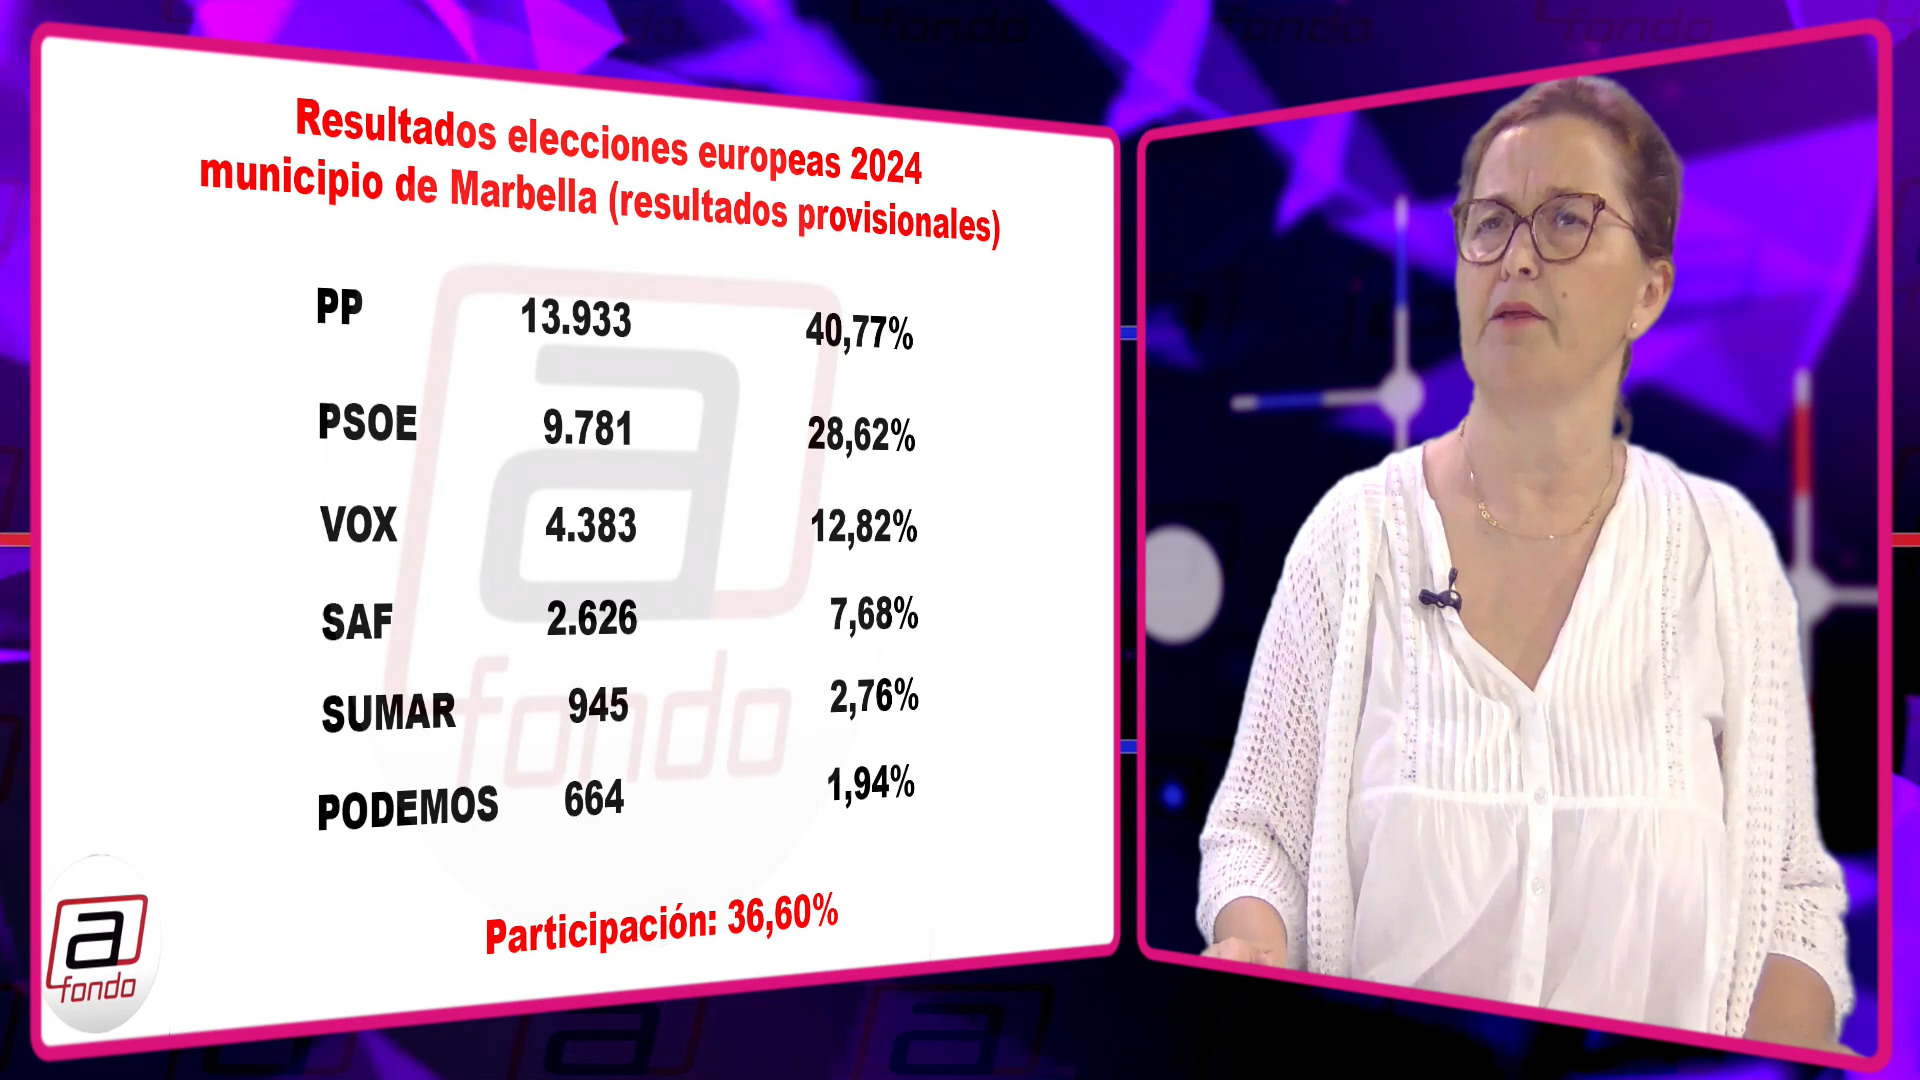 Resultados elecciones europeas 2024
municipio de Marbella (resultados provisionales)
PP 13.933 40,77%
PSOE 9.781 28,62%
VOX 4.383 12,82%
SAF 2.626 7,68%
SUMAR 945 2,76%
PODEMOS 664 1,94%
Participación: 36,60%
a
fondo
a
fondo